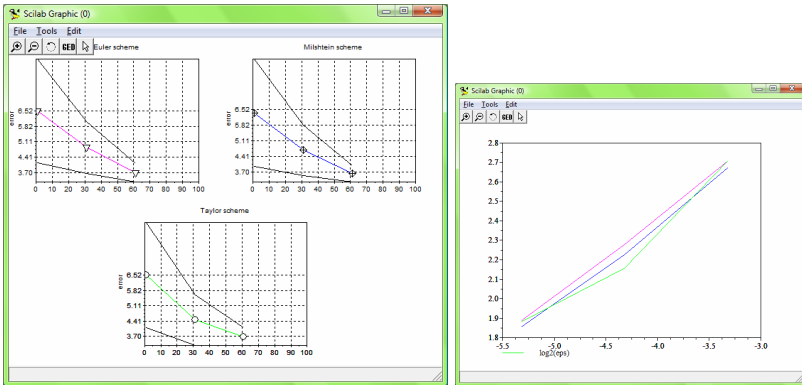 Scilab Graphic (0)
File Tools Edit
GED
Euler scheme
Milshtein scheme
error
6.52
5.82
5.11
4.41
3.70
0 10 20 30 40 50 60 70 80 90 100
error
6.52
5.82
5.11
4.41
3.70
0 10 20 30 40 50 60 70 80 90 100
Taylor scheme
error
6.52
5.82
5.11
4.41
3.70
0 10 20 30 40 50 60 70 80 90 100
Scilab Graphic (0)
File Tools Edit
GED
2.8
2.7
2.6
2.5
2.4
2.3
2.2
2.1
2.0
1.9
1.8
-5.5 -5.0 -4.5 -4.0 -3.5 -3.0
log2(eps)